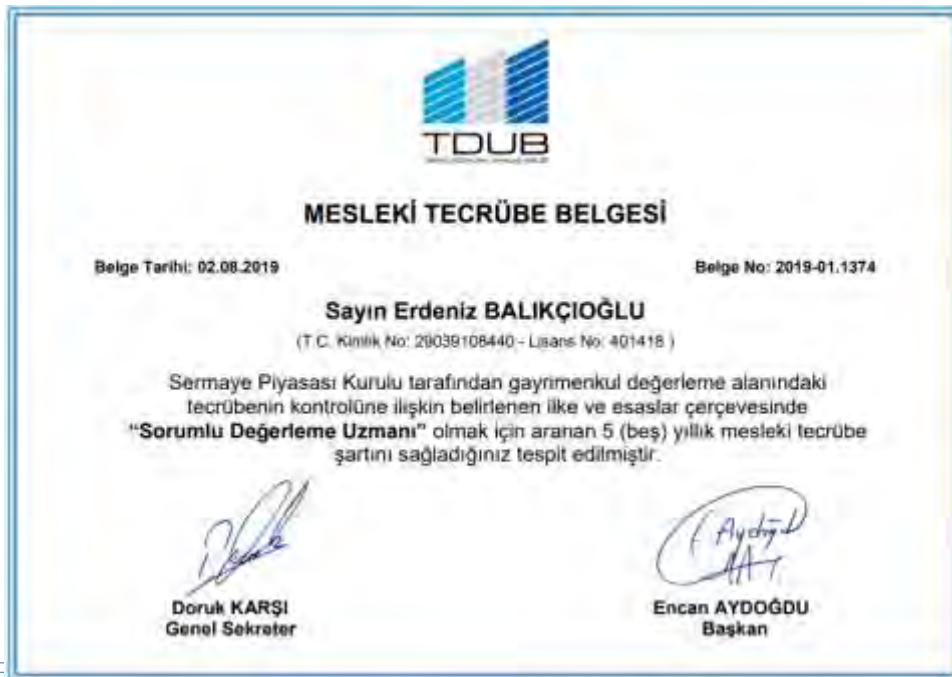 TDUB
MESLEKİ TECRÜBE BELGESİ
Belge Tarihi: 02.08.2019
Belge No: 2019-01.1374
Sayın Erdeniz BALIKÇIOĞLU
(T.C. Kimlik No: 29039108440 - Lisans No: 401418 )
Sermaye Piyasası Kurulu tarafından gayrimenkul değerleme alanındaki
tecrübenin kontrolüne ilişkin belirlenen ilke ve esaslar çerçevesinde
“Sorumlu Değerleme Uzmanı” olmak için aranan 5 (beş) yıllık mesleki tecrübe
şartını sağladığınız tespit edilmiştir.
Doruk KARŞI
Genel Sekreter
Encan AYDOĞDU
Başkan